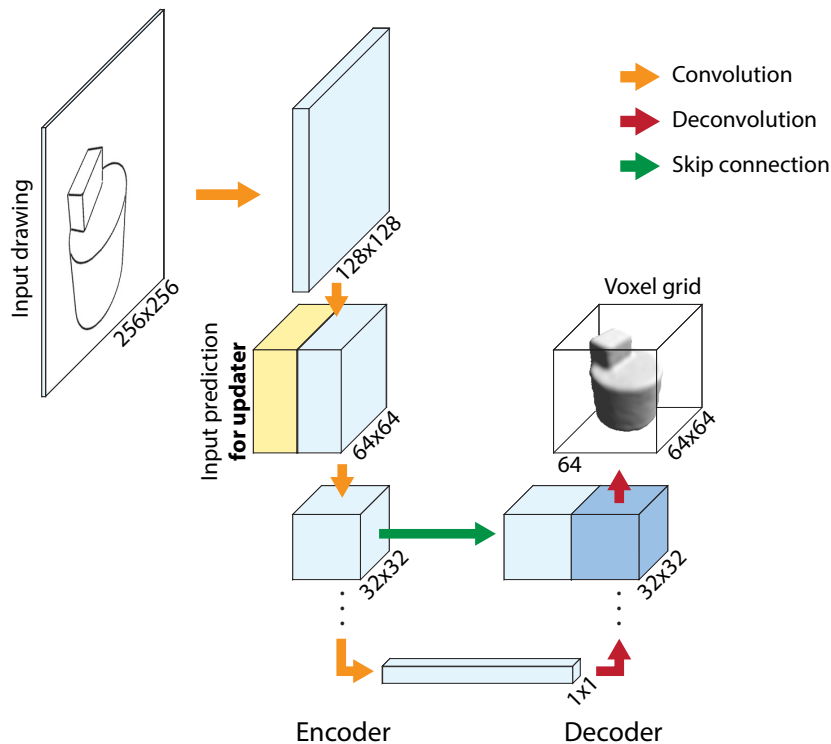 Input drawing
256x256
128x128
Convolution
Deconvolution
Skip connection
Input prediction
for updater
64x64
Voxel grid
64
64x64
32x32
32x32
1x1
Encoder
Decoder